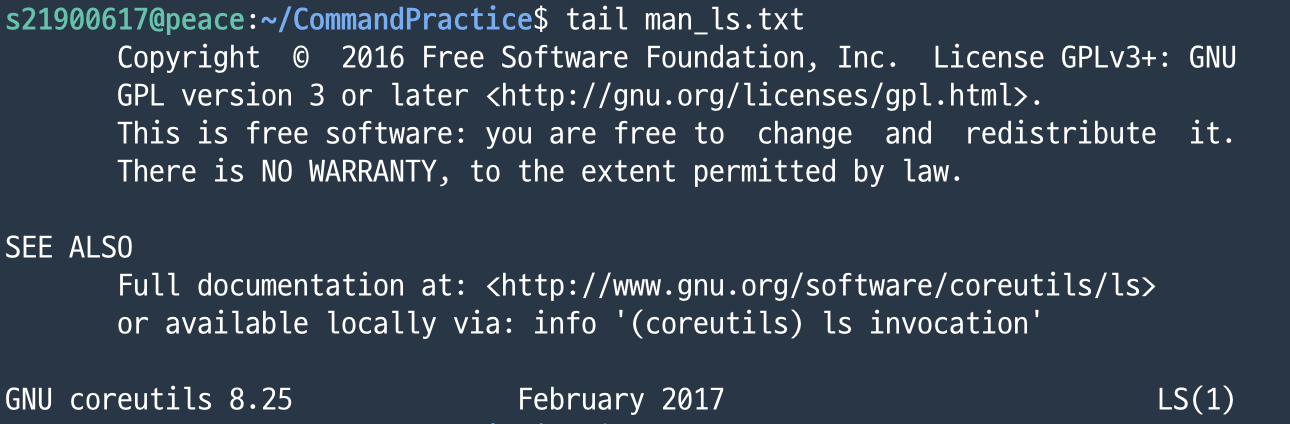 s21900617@peace:~/CommandPractice$ tail man_ls.txt
       Copyright  ©  2016 Free Software Foundation, Inc.  License GPLv3+: GNU
       GPL version 3 or later <http://gnu.org/licenses/gpl.html>.
       This is free software: you are free to  change  and  redistribute  it.
       There is NO WARRANTY, to the extent permitted by law.

SEE ALSO
       Full documentation at: <http://www.gnu.org/software/coreutils/ls>
       or available locally via: info '(coreutils) ls invocation'

GNU coreutils 8.25              February 2017                           LS(1)